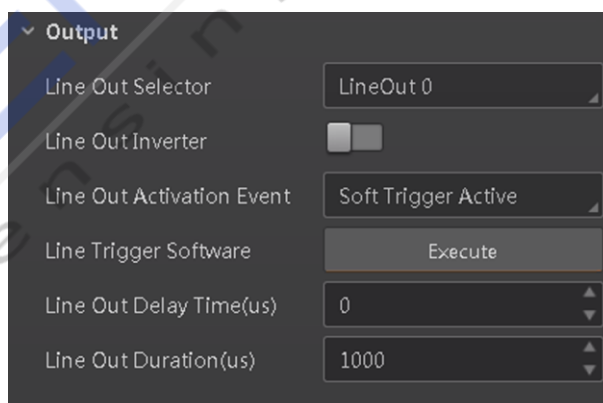 Output
Line Out Selector LineOut 0
Line Out Inverter
Line Out Activation Event Soft Trigger Active
Line Trigger Software Execute
Line Out Delay Time(us) 0
Line Out Duration(us) 1000